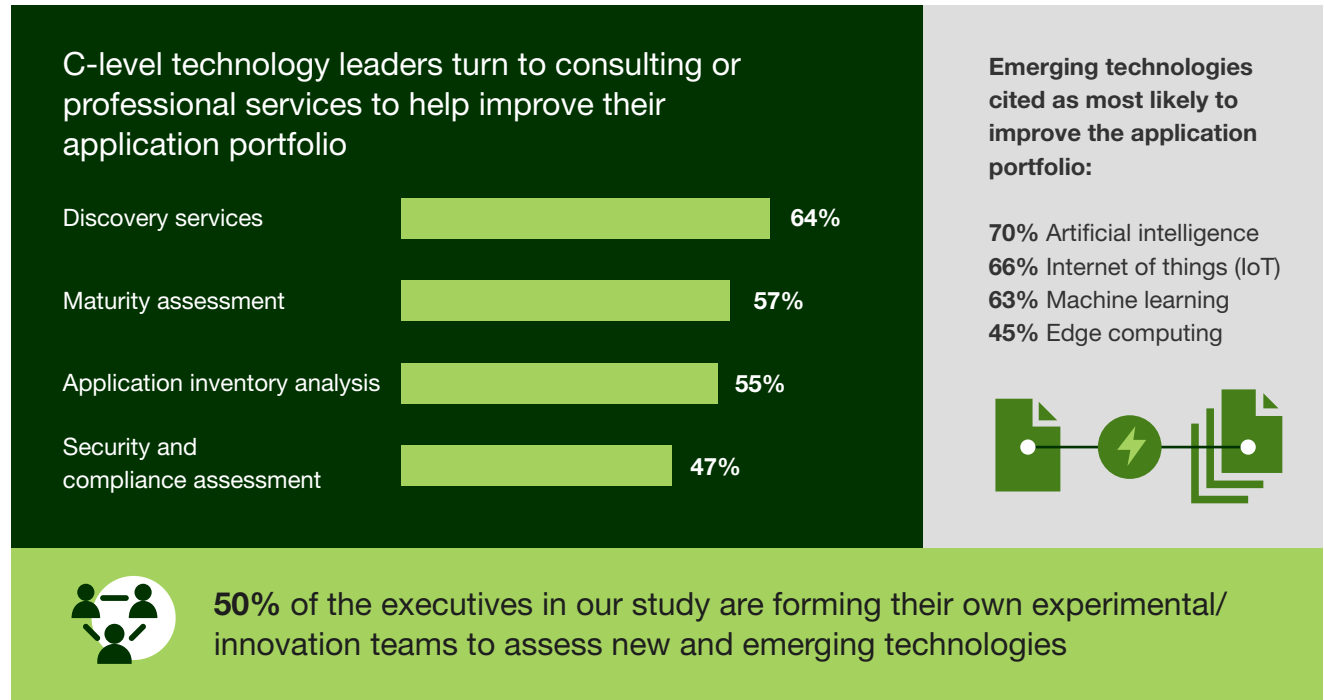 C-level technology leaders turn to consulting or
professional services to help improve their
application portfolio
Discovery services
64%
Maturity assessment
57%
Application inventory analysis
55%
Security and
compliance assessment
47%
Emerging technologies
cited as most likely to
improve the application
portfolio:
70% Artificial intelligence
66% Internet of things (IoT)
63% Machine learning
45% Edge computing
50% of the executives in our study are forming their own experimental/
innovation teams to assess new and emerging technologies